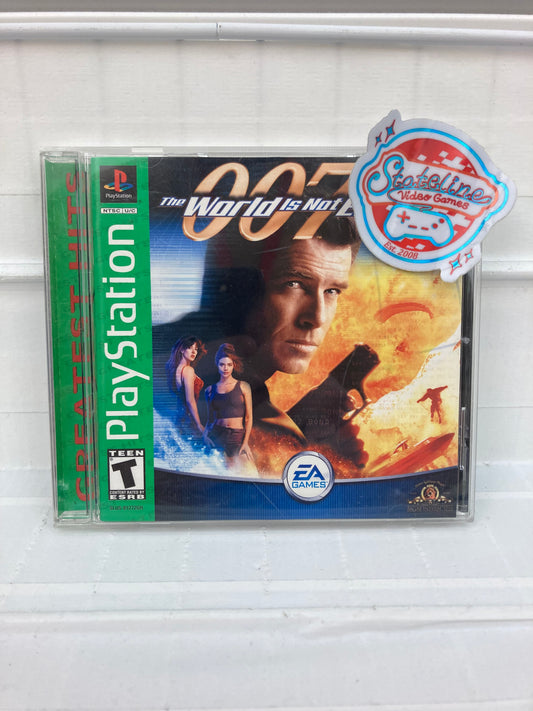 GREATEST HITS
PlayStation
NTSC U/C
PlayStation
TEEN
T
CONTENT RATED BY
ESRB
007
The World Is Not
EA
GAMES
Stateline
Video Games
Est. 2008